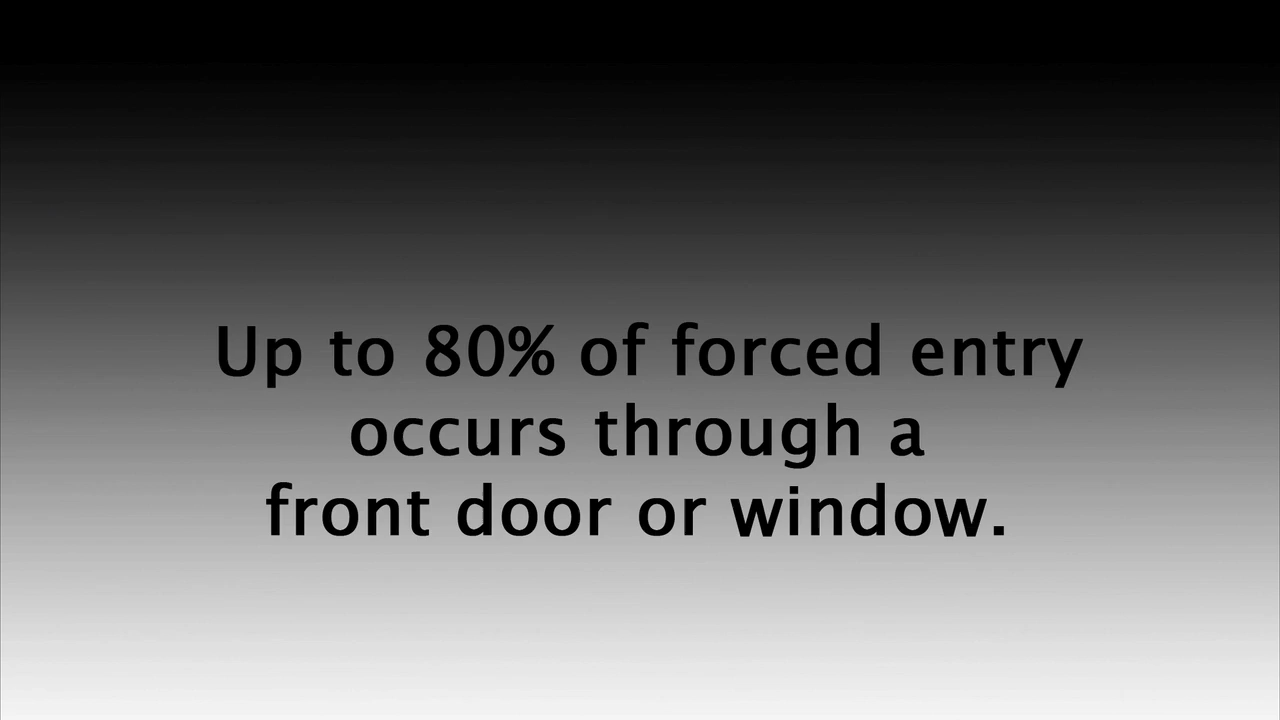 Up to 80% of forced entry
occurs through a
front door or window.